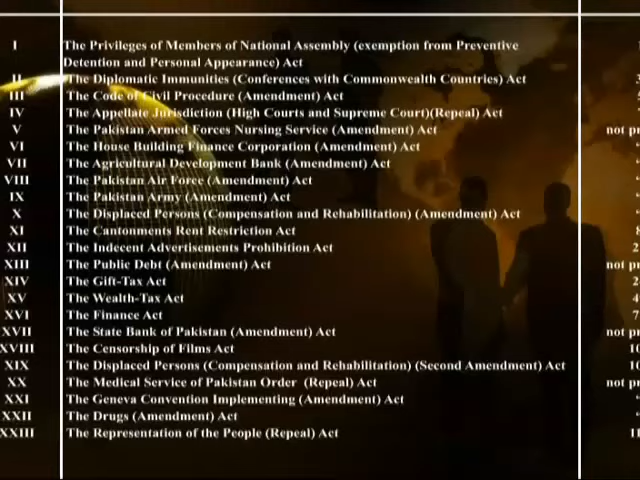 I The Privileges of Members of National Assembly (exemption from Preventive
Detention and Personal Appearance) Act
II The Diplomatic Immunities (Conferences with Commonwealth Countries) Act
III The Code of Civil Procedure (Amendment) Act
IV The Appellate Jurisdiction (High Courts and Supreme Court)(Repeal) Act
V The Pakistan Armed Forces Nursing Service (Amendment) Act not pr
VI The House Building Finance Corporation (Amendment) Act
VII The Agricultural Development Bank (Amendment) Act
VIII The Pakistan Air Force (Amendment) Act
IX The Pakistan Army (Amendment) Act
X The Displaced Persons (Compensation and Rehabilitation) (Amendment) Act
XI The Cantonments Rent Restriction Act
XII The Indecent Advertisements Prohibition Act 2
XIII The Public Debt (Amendment) Act not pr
XIV The Gift-Tax Act 2
XV The Wealth-Tax Act 4
XVI The Finance Act 7
XVII The State Bank of Pakistan (Amendment) Act not pr
XVIII The Censorship of Films Act 10
XIX The Displaced Persons (Compensation and Rehabilitation) (Second Amendment) Act 10
XX The Medical Service of Pakistan Order (Repeal) Act not pr
XXI The Geneva Convention Implementing (Amendment) Act
XXII The Drugs (Amendment) Act
XXIII The Representation of the People (Repeal) Act 11